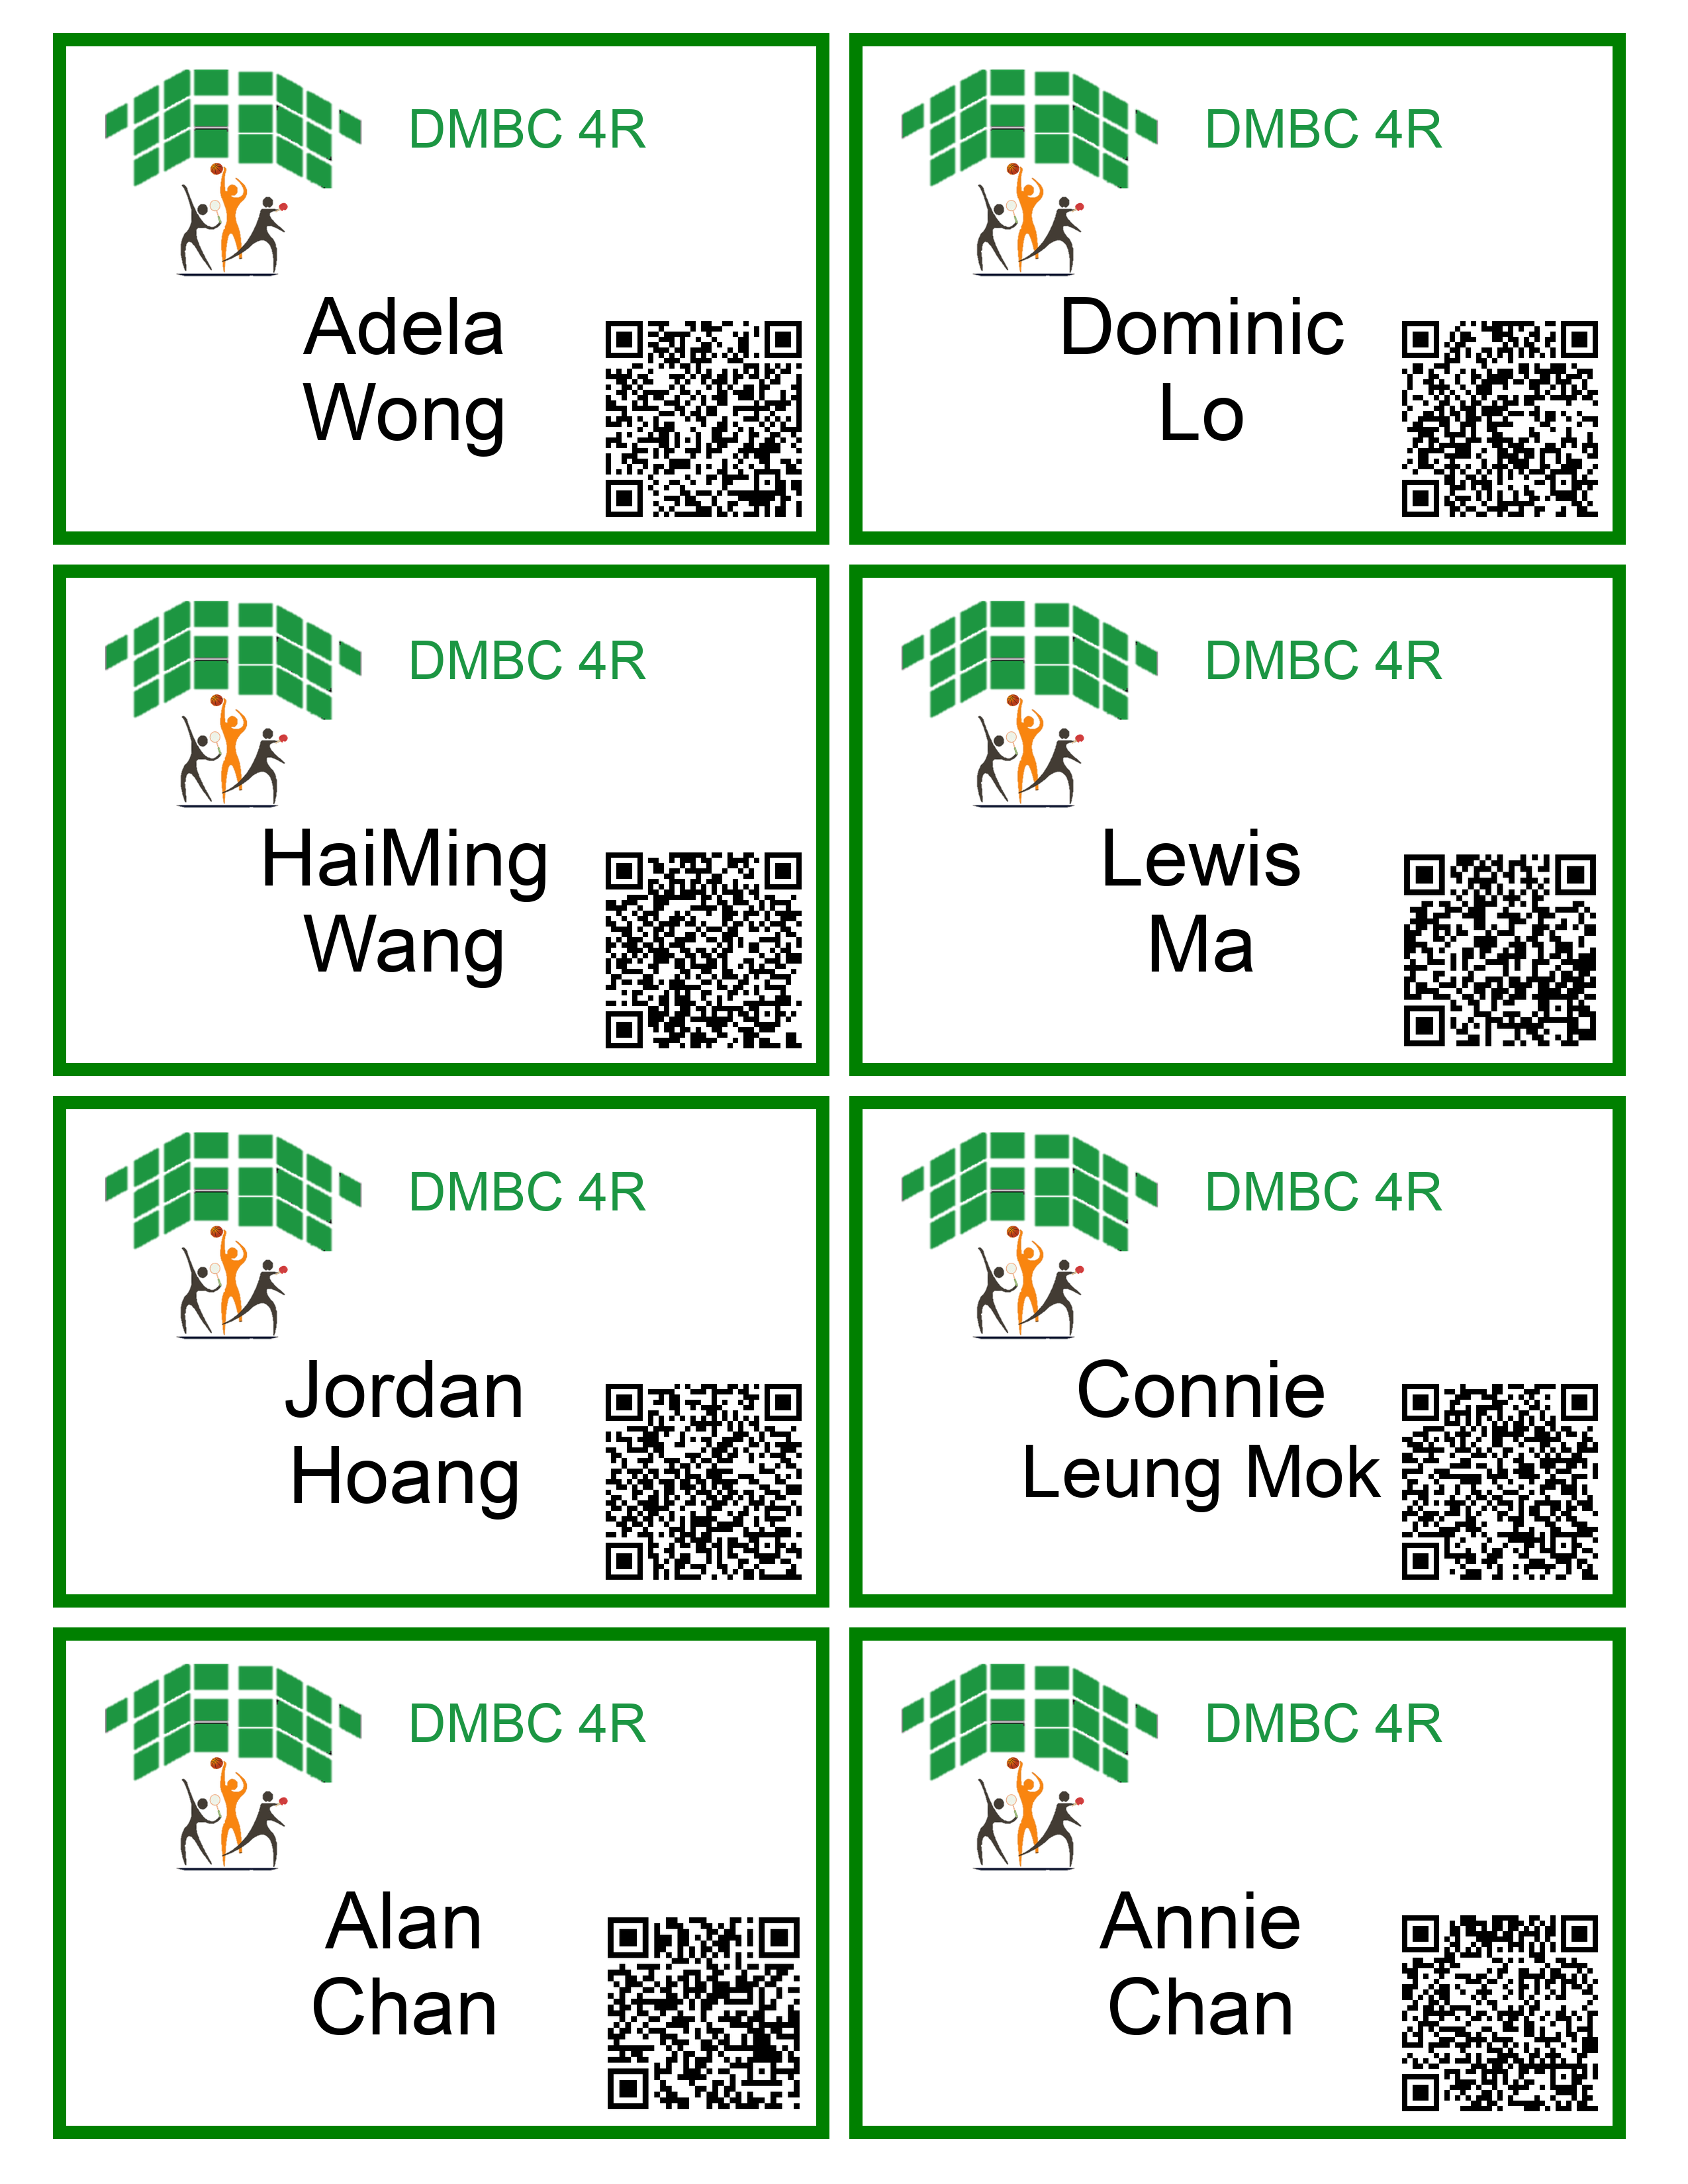 DMBC 4R
Adela
Wong
DMBC 4R
Dominic
Lo
DMBC 4R
HaiMing
Wang
DMBC 4R
Lewis
Ma
DMBC 4R
Jordan
Hoang
DMBC 4R
Connie
Leung Mok
DMBC 4R
Alan
Chan
DMBC 4R
Annie
Chan